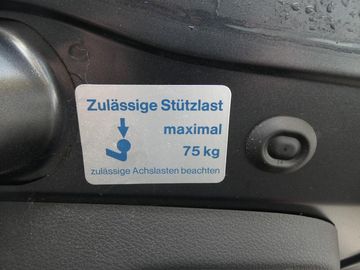 Zulässige Stützlast
maximal
75 kg
zulässige Achslasten beachten